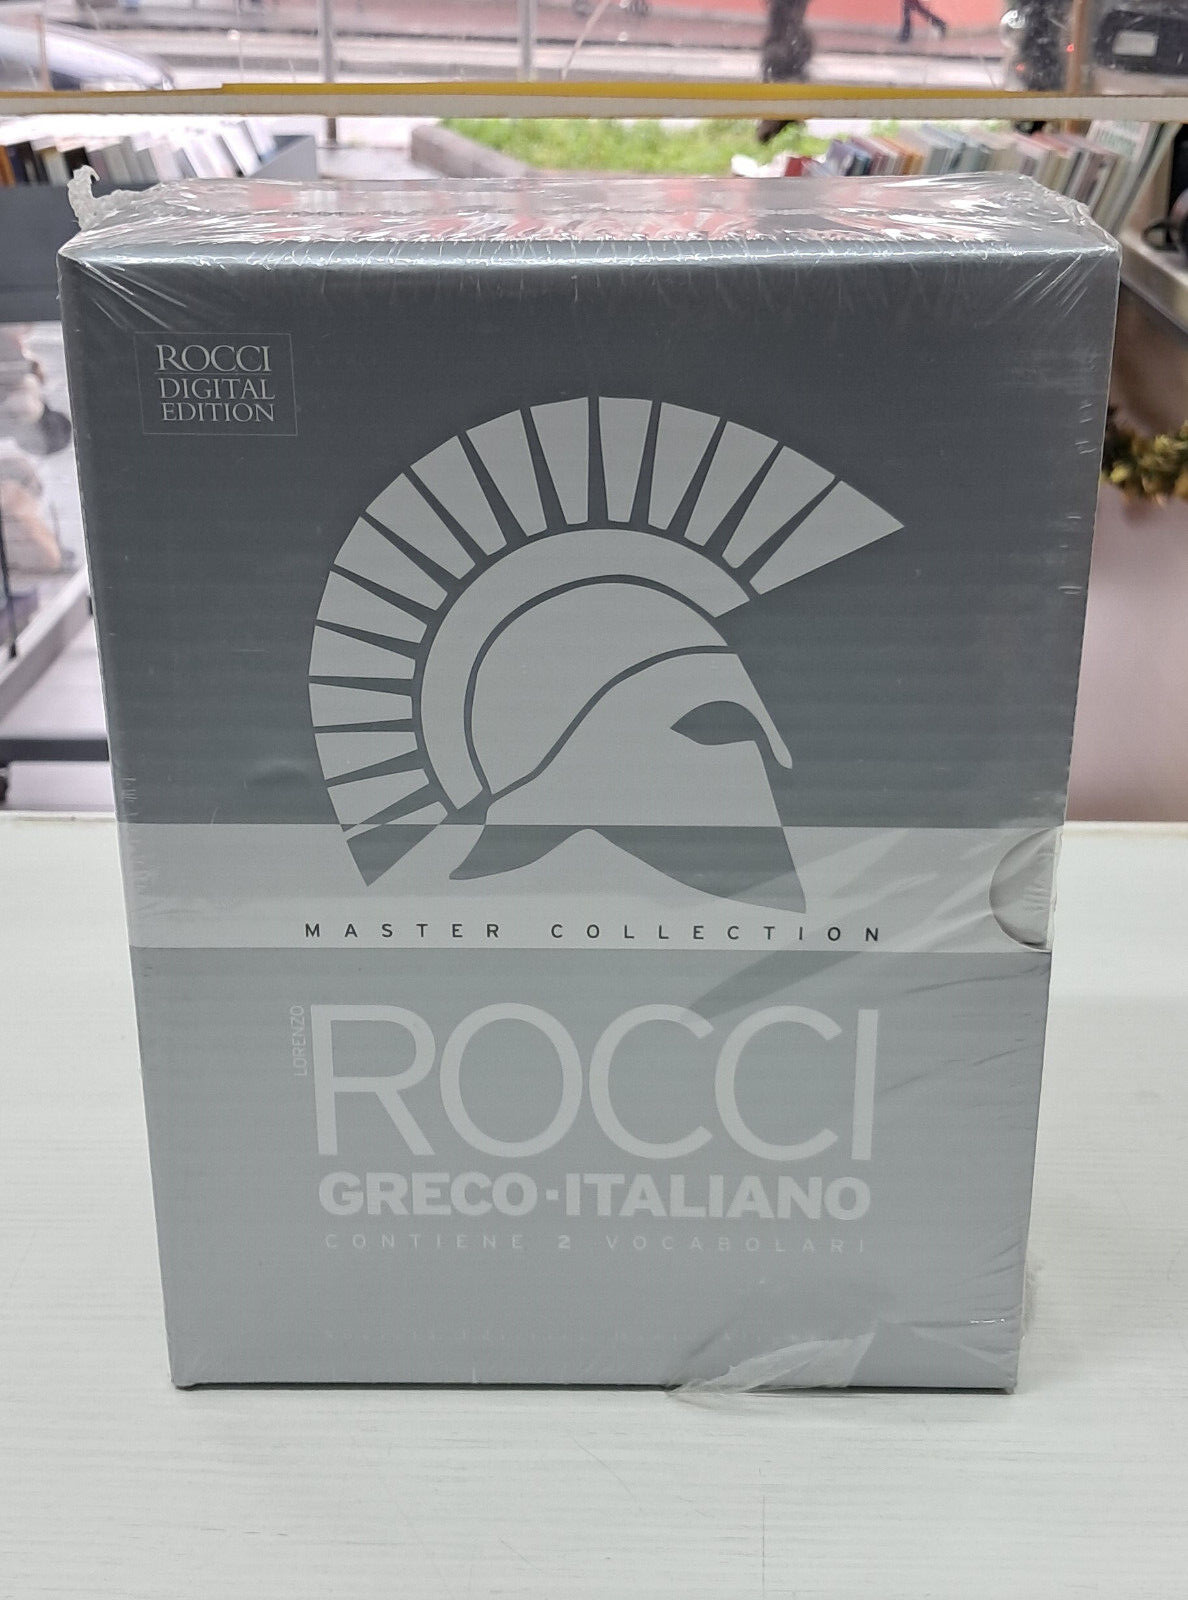 ROCCI
DIGITAL
EDITION
MASTER COLLECTION
LORENZO
ROCCI
GRECO·ITALIANO
CONTIENE 2 VOCABOLARI